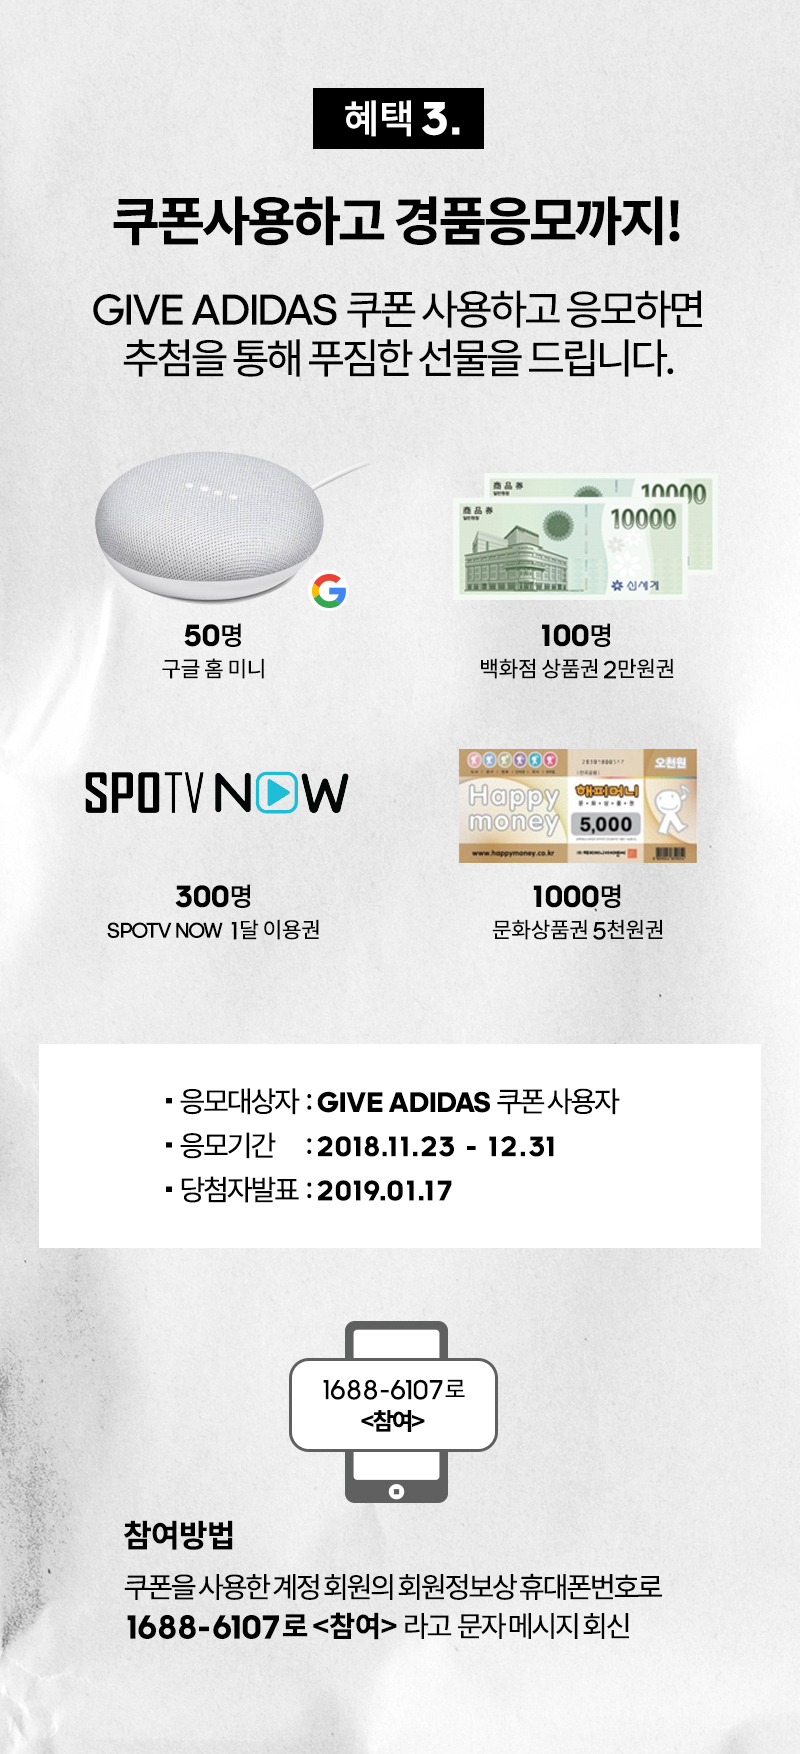 혜택 3.
쿠폰사용하고 경품응모까지!
GIVE ADIDAS 쿠폰 사용하고 응모하면
추첨을 통해 푸짐한 선물을 드립니다.
商品券
10000
商品券
10000
신세계
G
50명
구글 홈 미니
100명
백화점 상품권 2만원권
SPOTV NOW
오천원
Happy
money
해피머니
문화상품권
5,000
www.happymoney.co.kr
300명
SPOTV NOW 1달 이용권
1000명
문화상품권 5천원권
▪ 응모대상자 : GIVE ADIDAS 쿠폰 사용자
▪ 응모기간 : 2018.11.23 - 12.31
▪ 당첨자발표 : 2019.01.17
1688-6107로
<참여>
참여방법
쿠폰을 사용한 계정 회원의 회원정보상 휴대폰번호로
1688-6107로 <참여> 라고 문자 메시지 회신